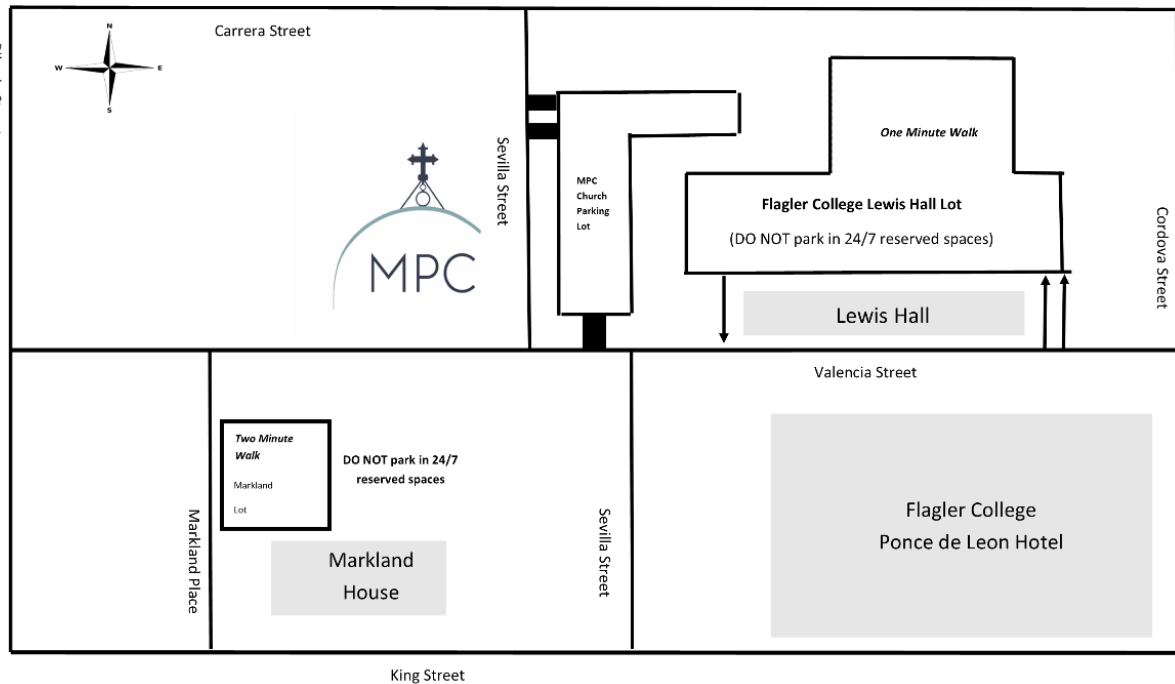 Carrera Street
N
W
E
S
Sevilla Street
MPC
MPC
Church
Parking
Lot
One Minute Walk
Flagler College Lewis Hall Lot
(DO NOT park in 24/7 reserved spaces)
Lewis Hall
Cordova Street
Valencia Street
Two Minute
Walk
Markland
Lot
DO NOT park in 24/7
reserved spaces
Markland Place
Markland
House
Sevilla Street
Flagler College
Ponce de Leon Hotel
King Street